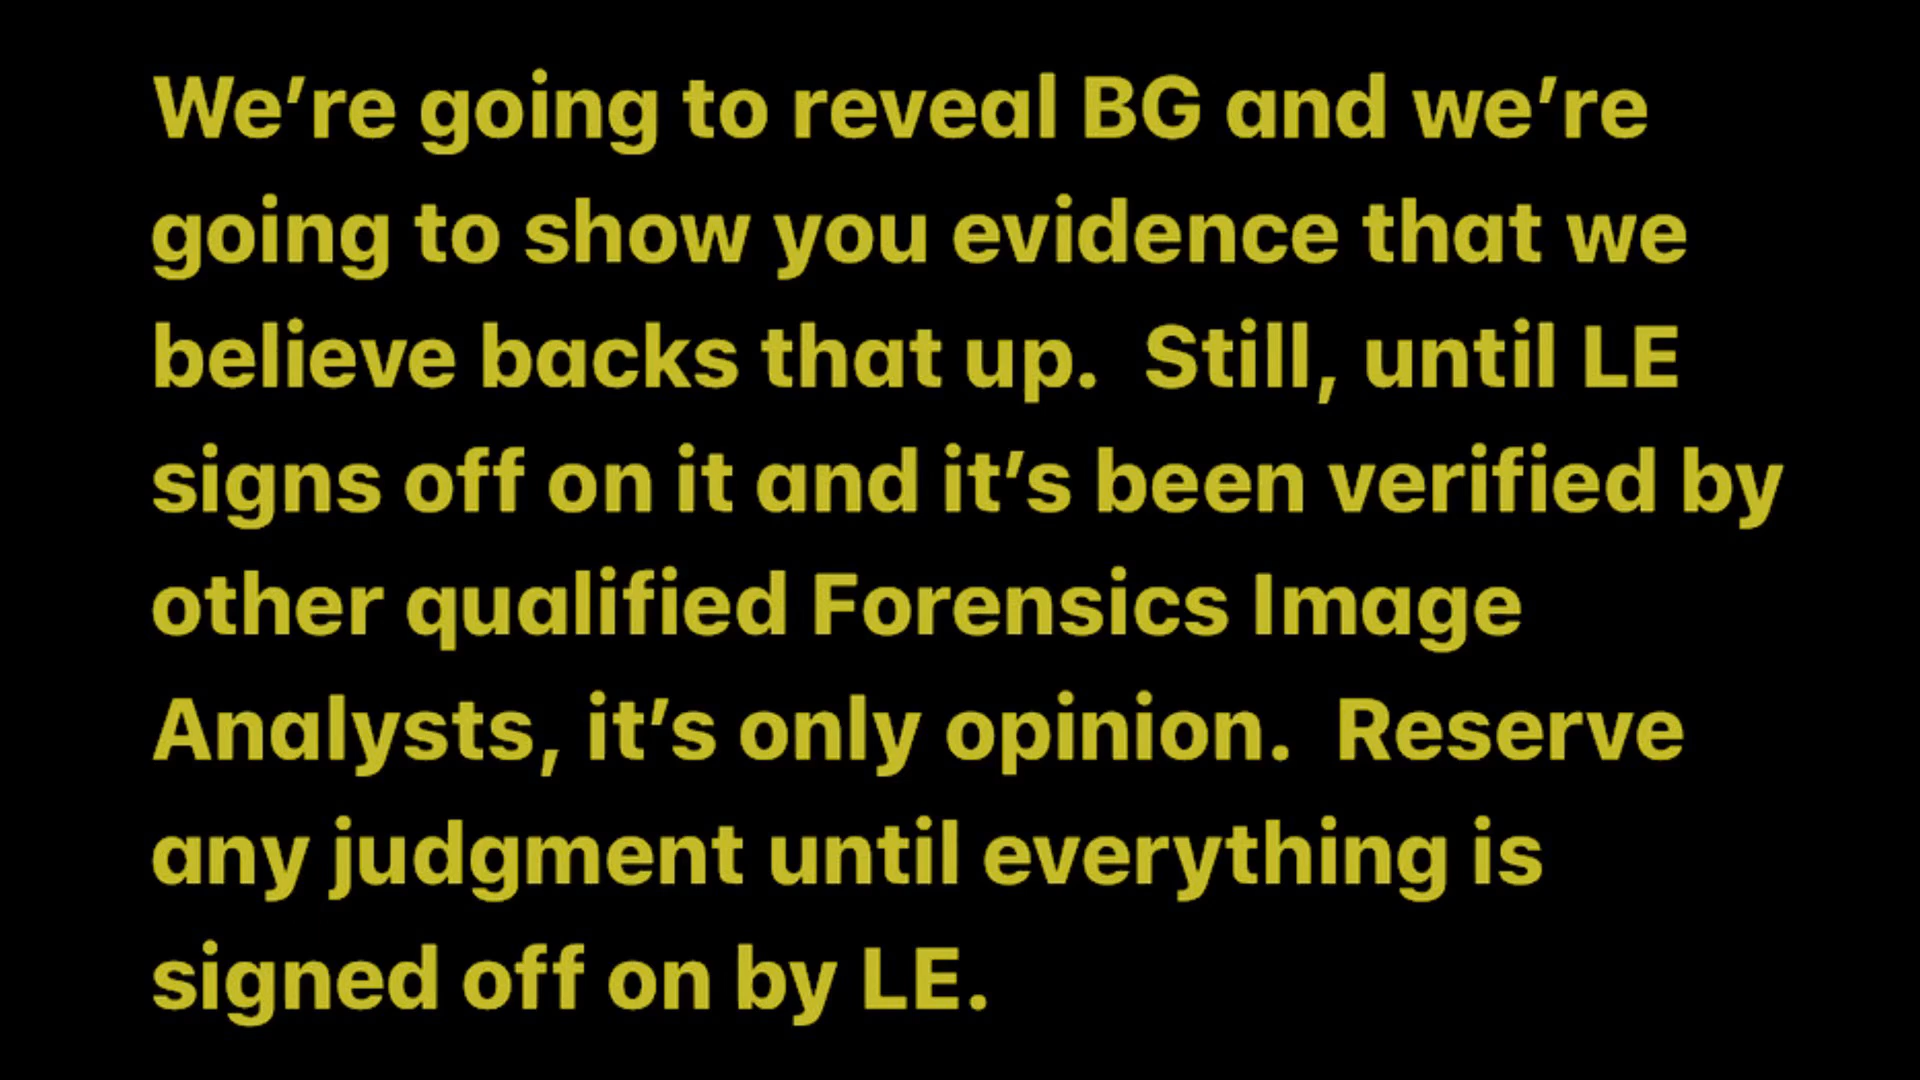 We’re going to reveal BG and we’re
going to show you evidence that we
believe backs that up.  Still, until LE
signs off on it and it’s been verified by
other qualified Forensics Image
Analysts, it’s only opinion.  Reserve
any judgment until everything is
signed off on by LE.